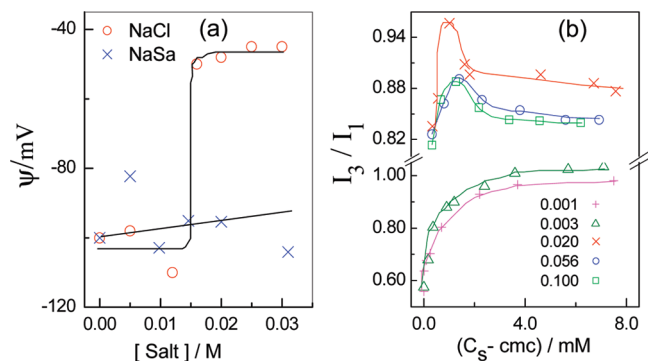 (a)
NaCl
NaSa
ψ/mV
-40
-80
-120
0.00
0.01
0.02
0.03
[ Salt] / M
(b)
I3 / I1
0.94
0.88
0.82
1.00
0.80
0.60
0.001
0.003
0.020
0.056
0.100
0.0
4.0
8.0
(Cs- cmc) / mM